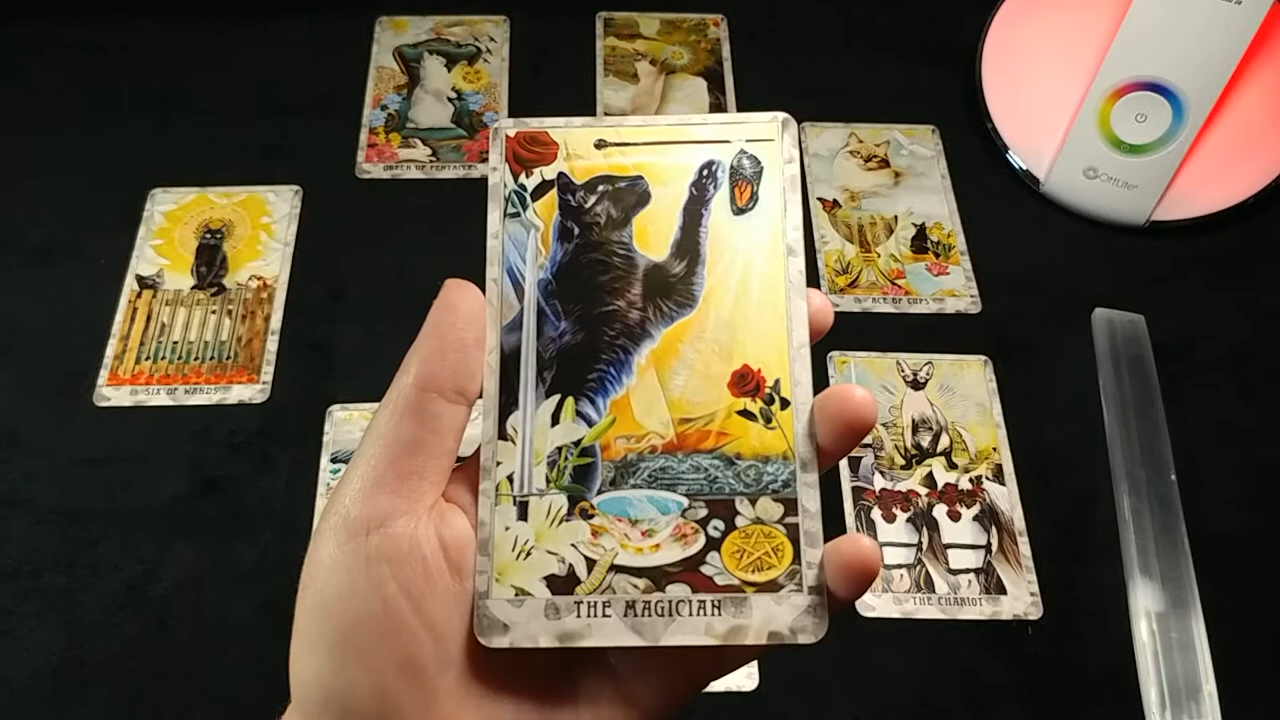 QUEEN OF PENTACLES
ACE OF CUPS
SIX OF WANDS
THE CHARIOT
THE MAGICIAN
OttLite